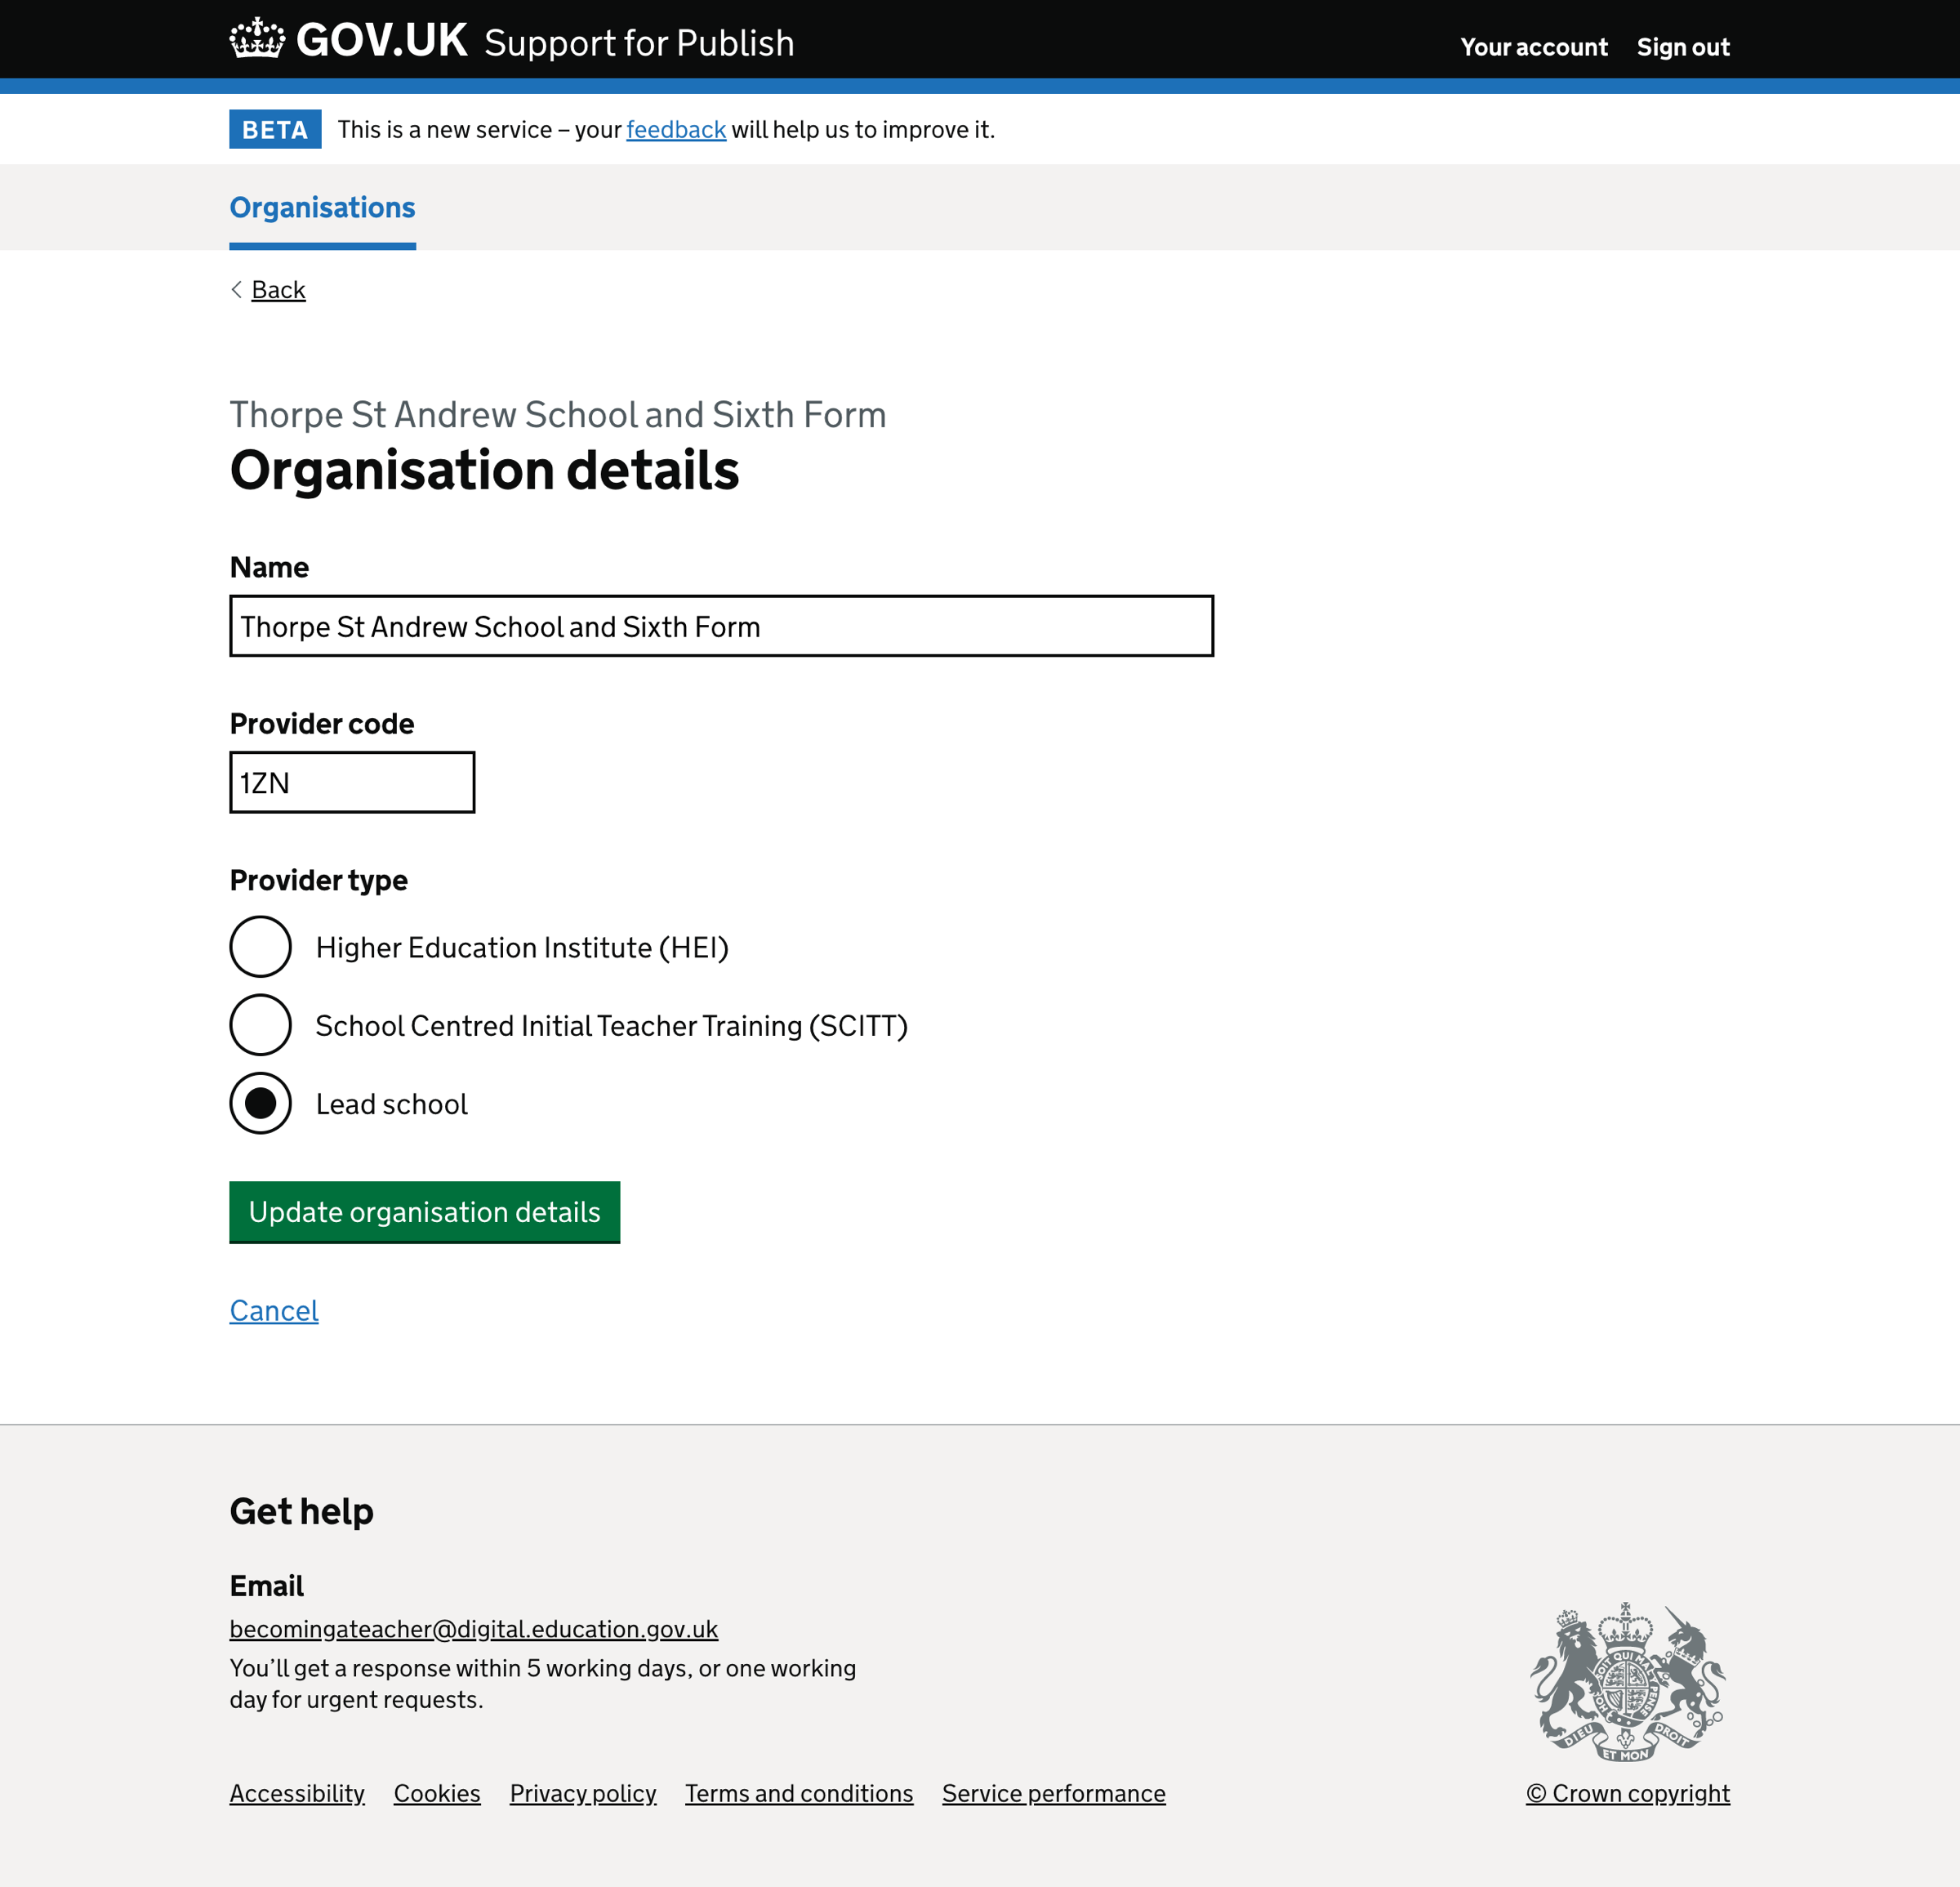 GOV.UK Support for Publish
Your account Sign out
BETA This is a new service – your feedback will help us to improve it.
Organisations
Back
Thorpe St Andrew School and Sixth Form
Organisation details
Name
Thorpe St Andrew School and Sixth Form
Provider code
1ZN
Provider type
Higher Education Institute (HEI)
School Centred Initial Teacher Training (SCITT)
Lead school
Update organisation details
Cancel
Get help
Email
becomingateacher@digital.education.gov.uk
You’ll get a response within 5 working days, or one working
day for urgent requests.
SOIT QUI MAL PENSE HO
DIEU ET MON DROIT
Accessibility Cookies Privacy policy Terms and conditions Service performance
© Crown copyright